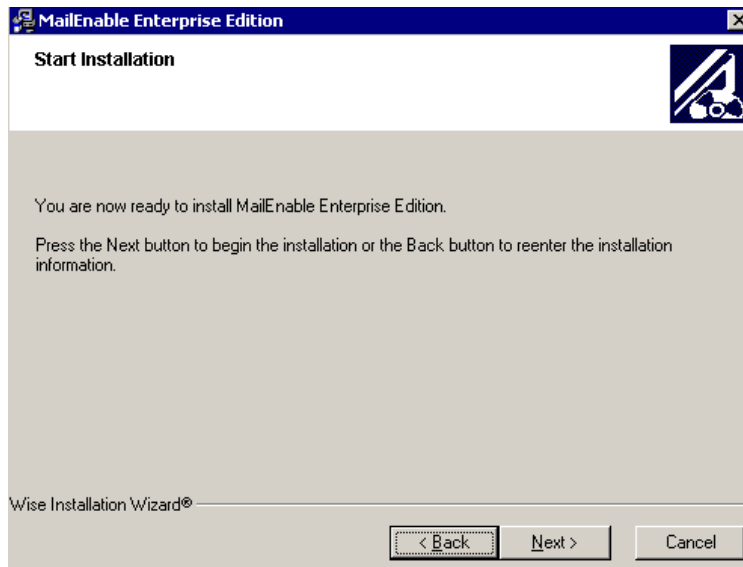 MailEnable Enterprise Edition
Start Installation
You are now ready to install MailEnable Enterprise Edition.
Press the Next button to begin the installation or the Back button to reenter the installation
information.
Wise Installation Wizard®
< Back Next > Cancel